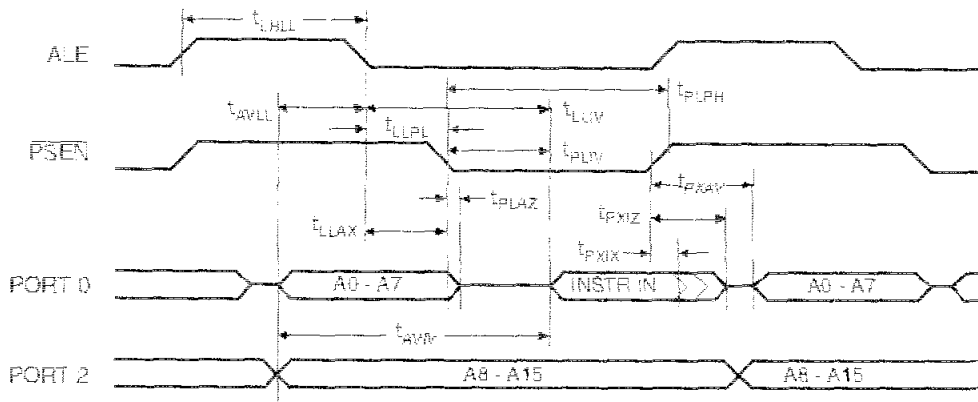 tLHLL
ALE
tAVLL
tLLPL
tLLIV
tPLPH
PSEN
tPLIV
tPLAZ
tPXAV
tLLAX
tPXIZ
tPXIX
PORT 0
A0 - A7
INSTR IN
A0 - A7
tAVIV
PORT 2
A8 - A15
A8 - A15